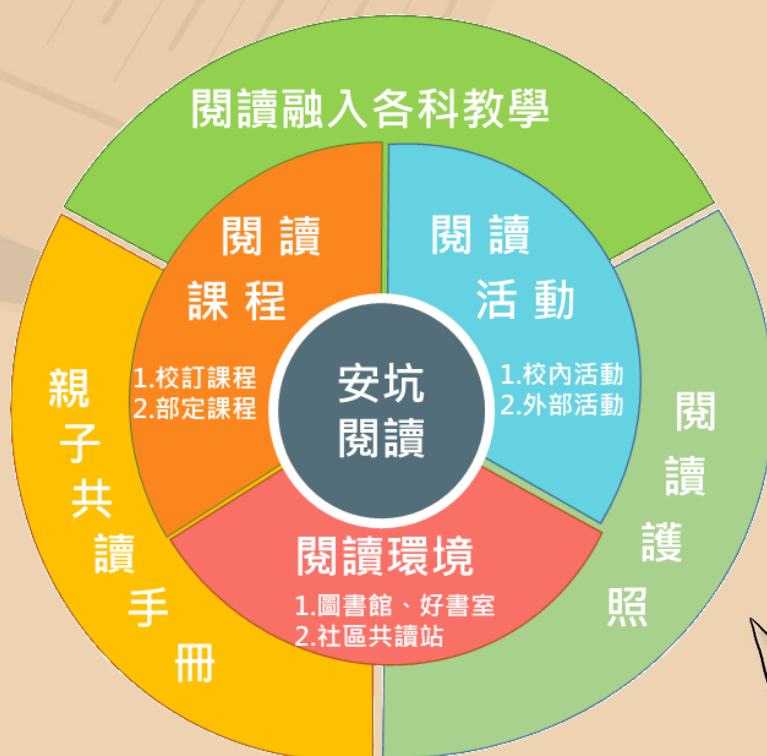 閱讀融入各科教學
閱讀
課程
1.校訂課程
2.部定課程
閱讀
活動
1.校內活動
2.外部活動
安坑
閱讀
閱讀環境
1.圖書館、好書室
2.社區共讀站
親子共讀手冊
閱讀護照